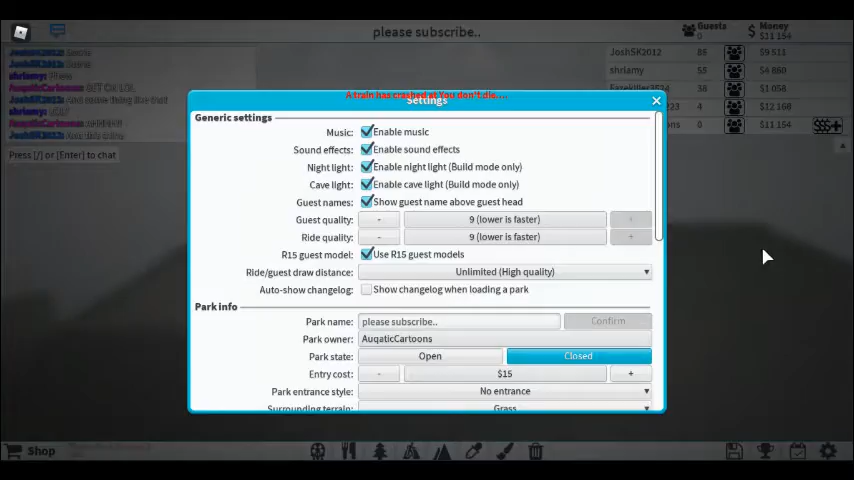 please subscribe..
Guests
0
Money
$11 154
JoshSK2012 86 $9 511
shriamy 55 $4 860
38 $1 058
4 $12 168
0 $11 154
Press [/] or [Enter] to chat
A train has crashed at You don't die....
Settings
Generic settings
Music: Enable music
Sound effects: Enable sound effects
Night light: Enable night light (Build mode only)
Cave light: Enable cave light (Build mode only)
Guest names: Show guest name above guest head
Guest quality: - 9 (lower is faster) +
Ride quality: - 9 (lower is faster) +
R15 guest model: Use R15 guest models
Ride/guest draw distance: Unlimited (High quality)
Auto-show changelog: Show changelog when loading a park
Park info
Park name: please subscribe.. Confirm
Park owner: AuqaticCartoons
Park state: Open Closed
Entry cost: - $15 +
Park entrance style: No entrance
Surrounding terrain: Grass
Shop